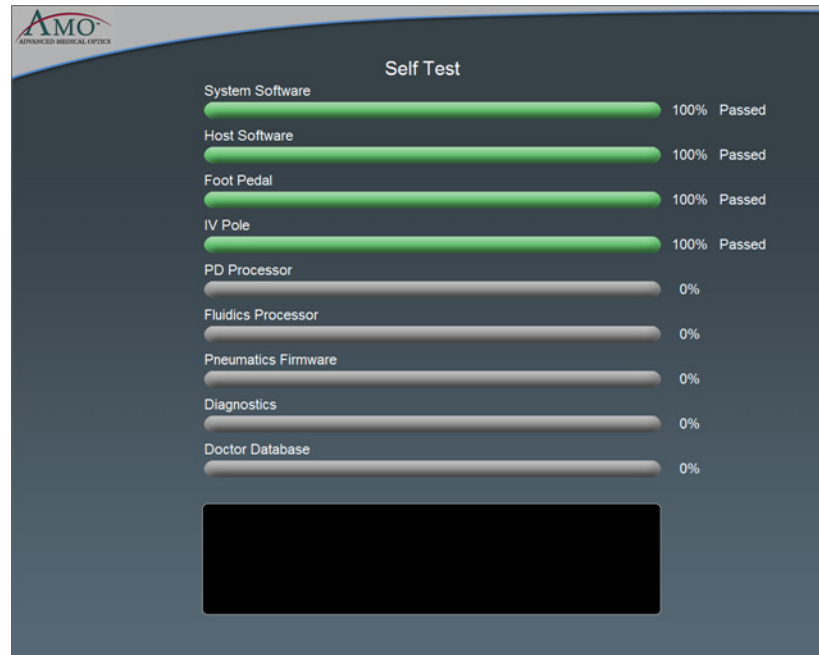 AMO
ADVANCED MEDICAL OPTICS
Self Test
System Software
100% Passed
Host Software
100% Passed
Foot Pedal
100% Passed
IV Pole
100% Passed
PD Processor
0%
Fluidics Processor
0%
Pneumatics Firmware
0%
Diagnostics
0%
Doctor Database
0%